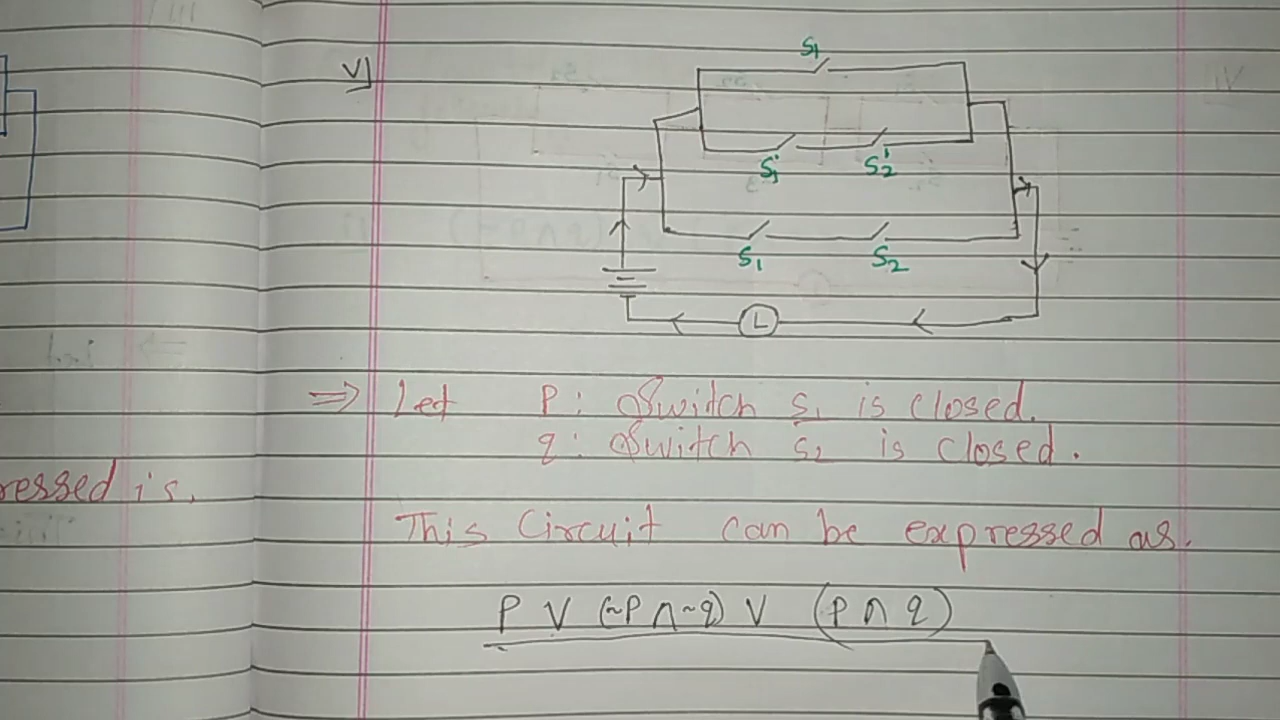 V)
S1
S1' S2'
S1 S2
L
⇒ Let P: Switch S1 is closed.
q: Switch S2 is closed.
ressed is.
This Circuit can be expressed as.
P V (~P ∩ ~q) V (P ∩ q)